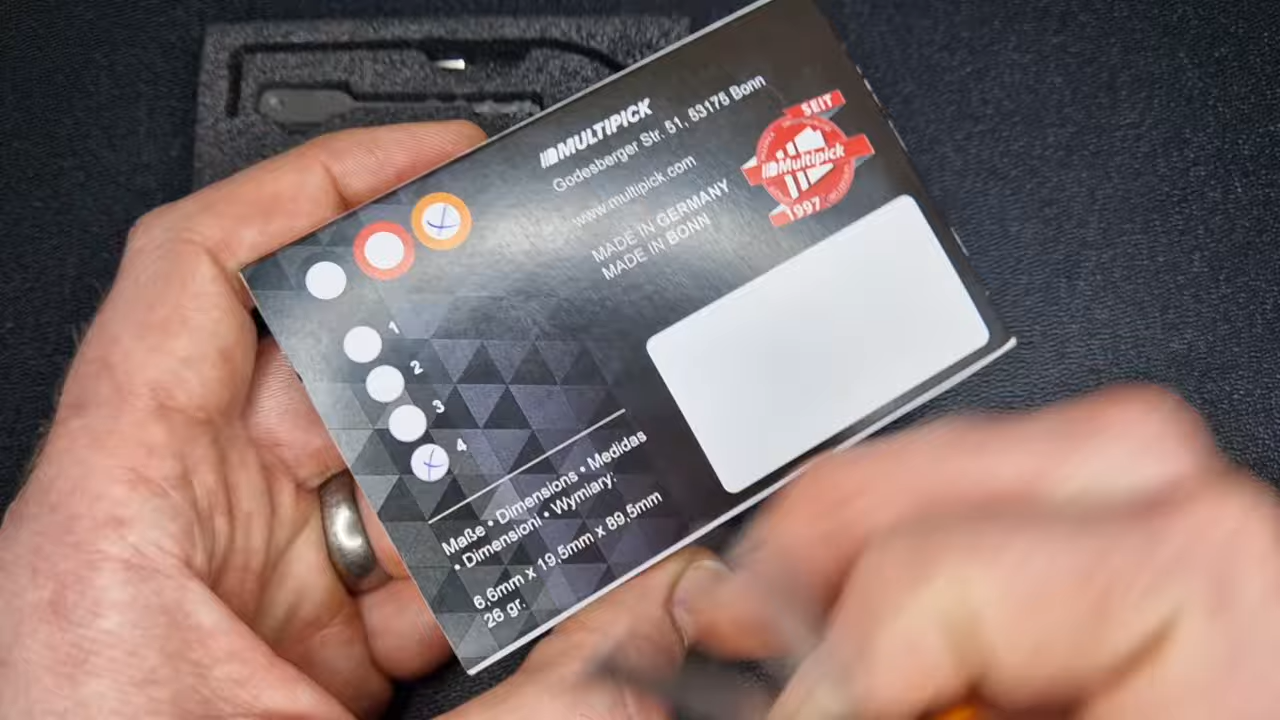 MULTIPICK
Godesberger Str. 51, 53175 Bonn
www.multipick.com
MADE IN GERMANY
MADE IN BONN
SEIT
Multipick
1997
1
2
3
4
Maße • Dimensions • Medidas
• Dimensioni • Wymiary:
6,6mm x 19,5mm x 89,5mm
26 gr.